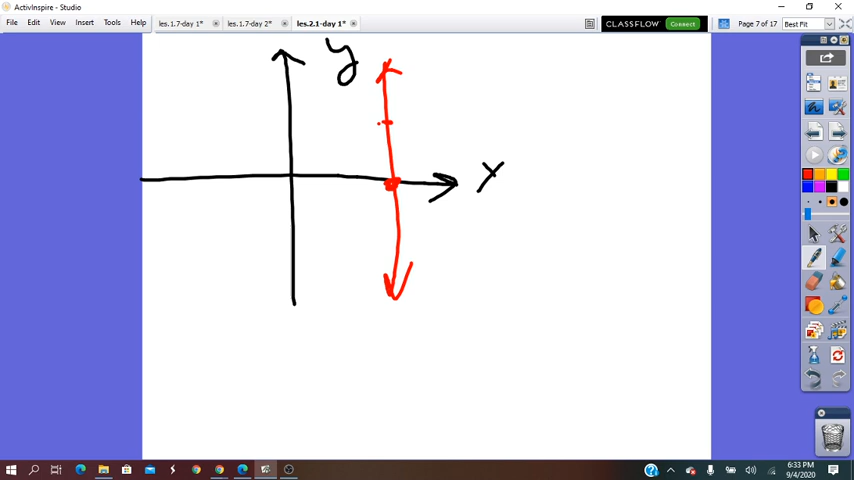 ActivInspire - Studio
File Edit View Insert Tools Help les.1.7-day 1* les.1.7-day 2* les.2.1-day 1* CLASSFLOW Connect Page 7 of 17 Best Fit
y
x
6:33 PM
9/4/2020